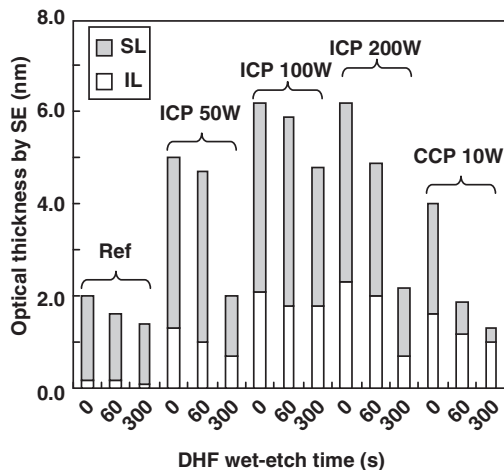 Optical thickness by SE (nm)
8.0
6.0
4.0
2.0
0.0
SL
IL
Ref
ICP 50W
ICP 100W
ICP 200W
CCP 10W
0 60 300 0 60 300 0 60 300 0 60 300 0 60 300
DHF wet-etch time (s)